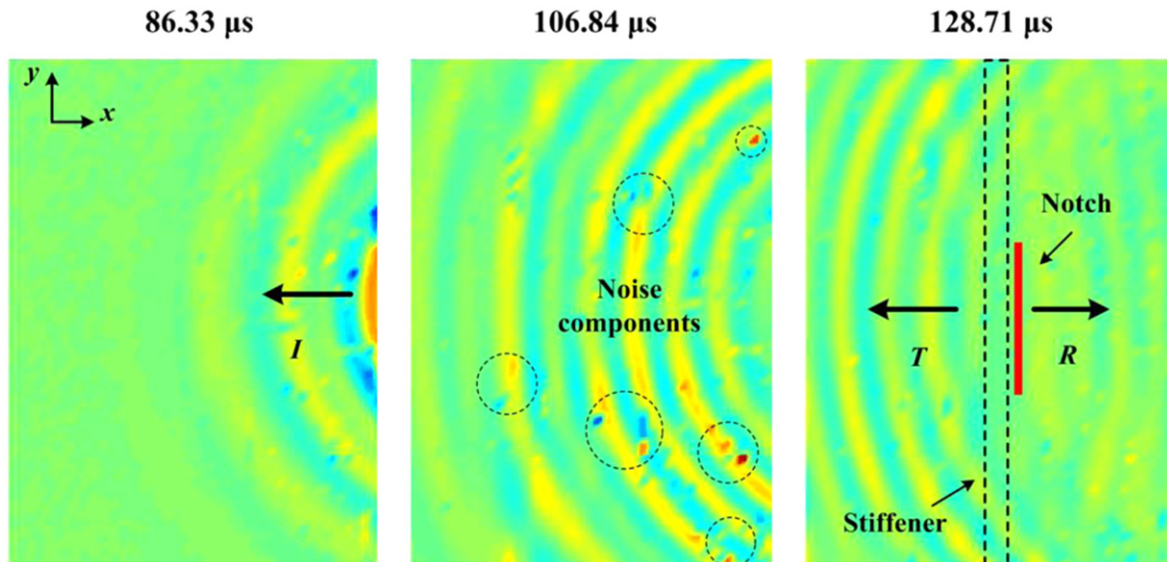 86.33 μs
106.84 μs
128.71 μs
y
x
I
Noise
components
Notch
T
R
Stiffener